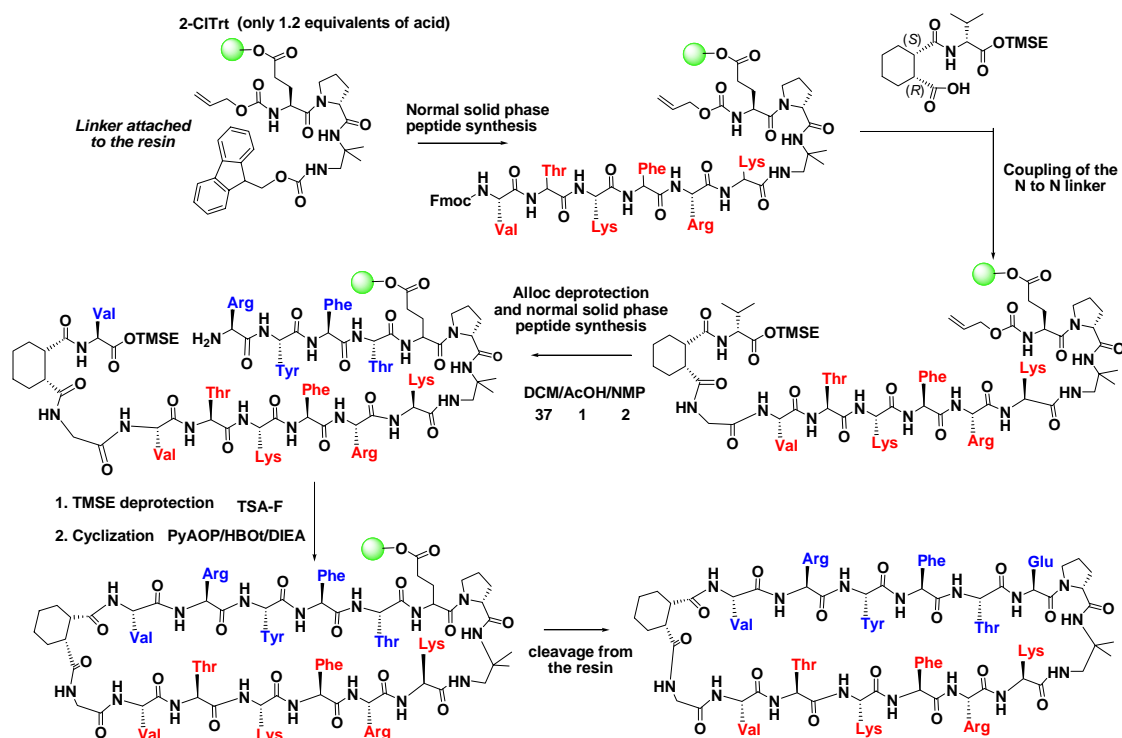 2-ClTrt (only 1.2 equivalents of acid)
Linker attached
to the resin
Normal solid phase
peptide synthesis
Fmoc
Val
Thr
Lys
Phe
Arg
Lys
(S)
(R)
OTMSE
OH
Coupling of the
N to N linker
Alloc deprotection
and normal solid phase
peptide synthesis
DCM/AcOH/NMP
37 1 2
OTMSE
Val
Thr
Lys
Phe
Arg
Lys
Val
OTMSE
Arg
H2N
Tyr
Phe
Thr
Val
Thr
Lys
Phe
Arg
Lys
1. TMSE deprotection TSA-F
2. Cyclization PyAOP/HBOt/DIEA
Val
Arg
Tyr
Phe
Thr
Lys
Val
Thr
Lys
Phe
Arg
cleavage from
the resin
Val
Arg
Tyr
Phe
Thr
Glu
Val
Thr
Lys
Phe
Arg
Lys